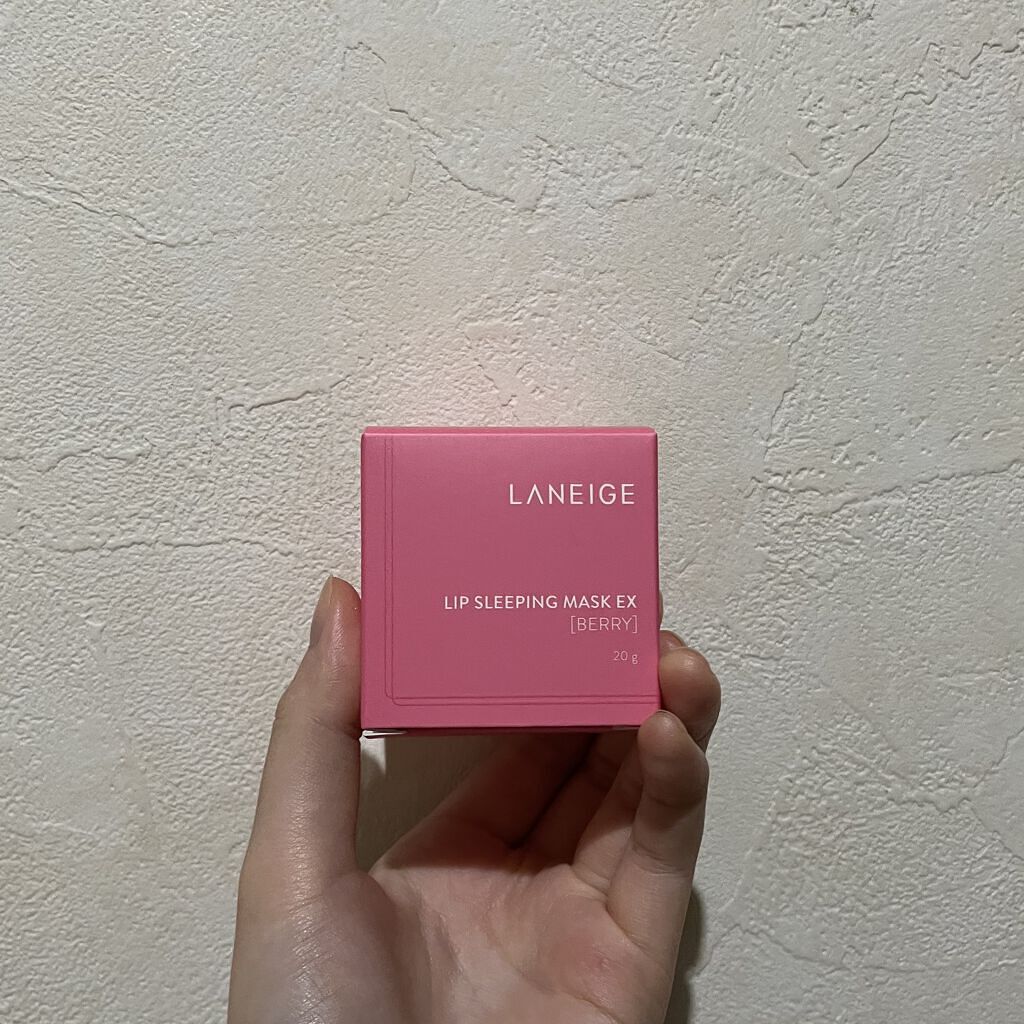 LANEIGE
LIP SLEEPING MASK EX
[BERRY]
20 g